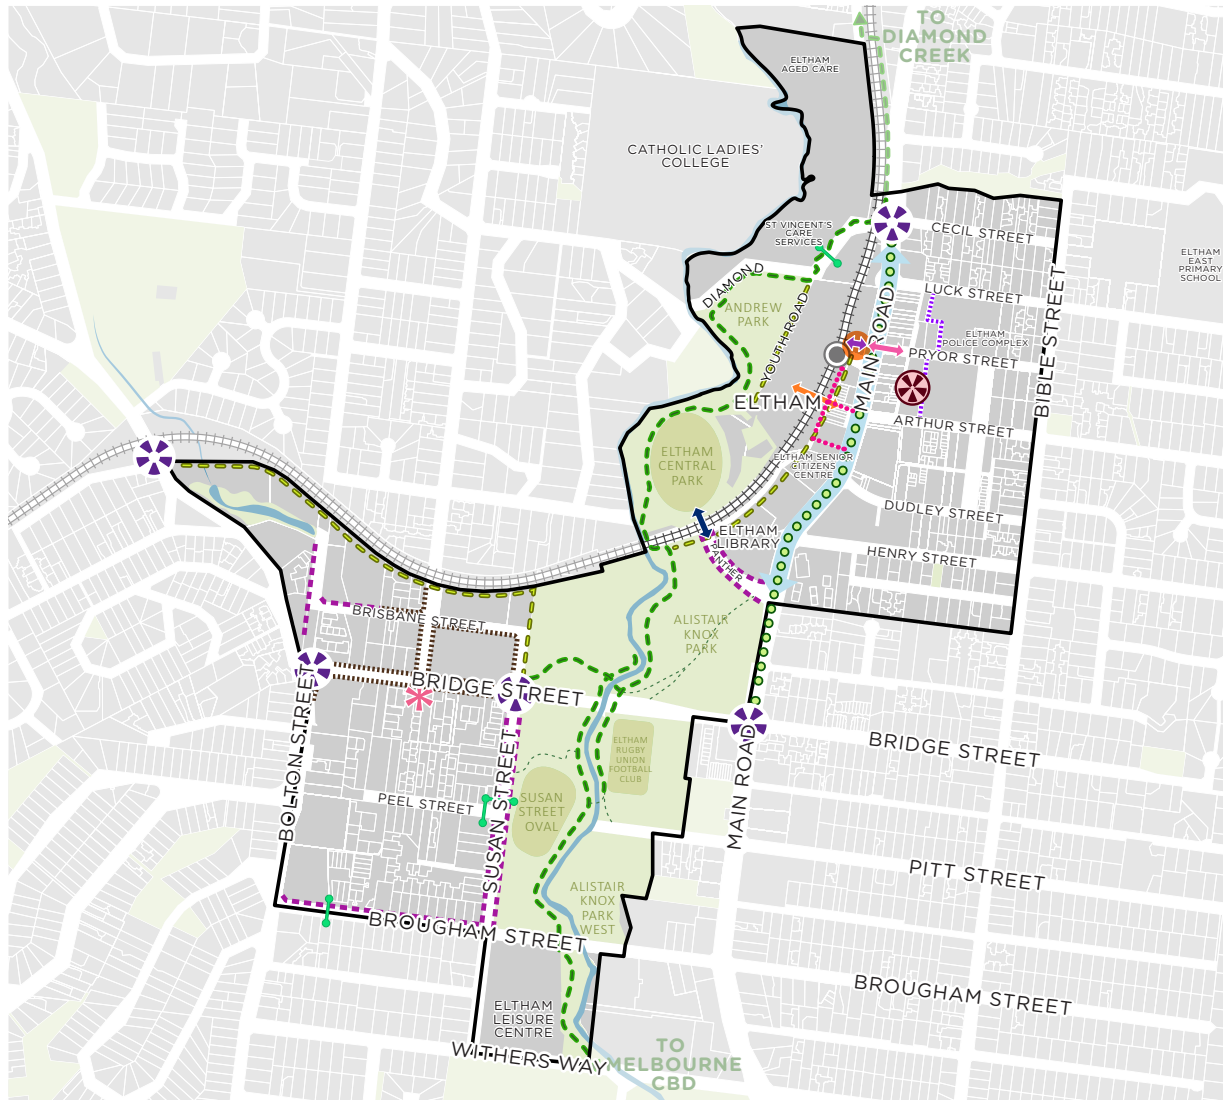 TO
DIAMOND
CREEK
ELTHAM
AGED CARE
CATHOLIC LADIES'
COLLEGE
ST VINCENT'S
CARE
SERVICES
CECIL STREET
ELTHAM
EAST
PRIMARY
SCHOOL
DIAMOND
LUCK STREET
ANDREW
PARK
YOUTH ROAD
MAIN ROAD
BIBLE STREET
ELTHAM
POLICE COMPLEX
PRYOR STREET
ELTHAM
ARTHUR STREET
ELTHAM
CENTRAL
PARK
ELTHAM SENIOR
CITIZENS
CENTRE
DUDLEY STREET
ELTHAM
LIBRARY
PANTHER
HENRY STREET
BRISBANE STREET
ALISTAIR
KNOX
PARK
BRIDGE STREET
BOLTON STREET
SUSAN STREET
ELTHAM
RUGBY
UNION
FOOTBALL
CLUB
MAIN ROAD
BRIDGE STREET
PEEL STREET
SUSAN
STREET
OVAL
PITT STREET
ALISTAIR
KNOX
PARK
WEST
BROUGHAM STREET
BROUGHAM STREET
ELTHAM
LEISURE
CENTRE
WITHERS WAY
TO
MELBOURNE
CBD